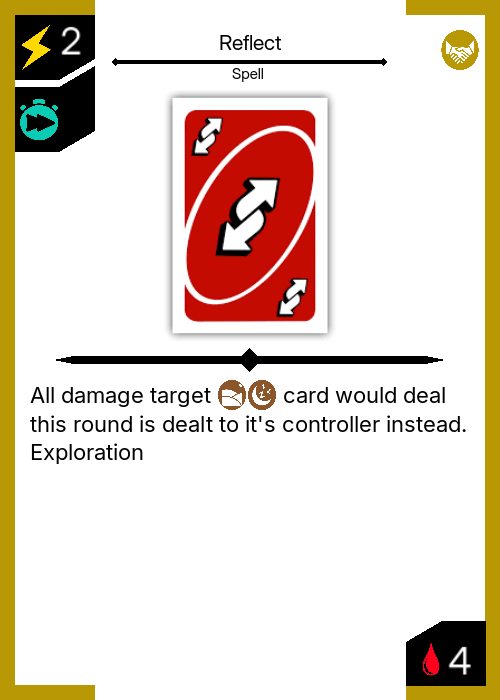 2
Reflect
Spell
All damage target card would deal
this round is dealt to it's controller instead.
Exploration
4